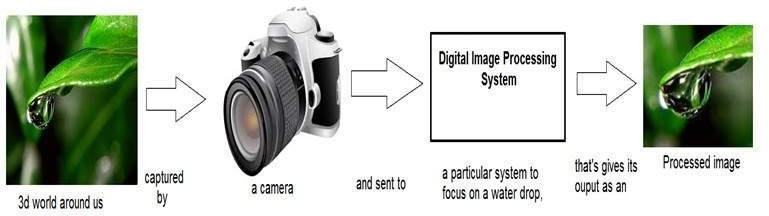 Digital Image Processing
System
3d world around us
captured
by
a camera
and sent to
a particular system to
focus on a water drop,
that's gives its
ouput as an
Processed image